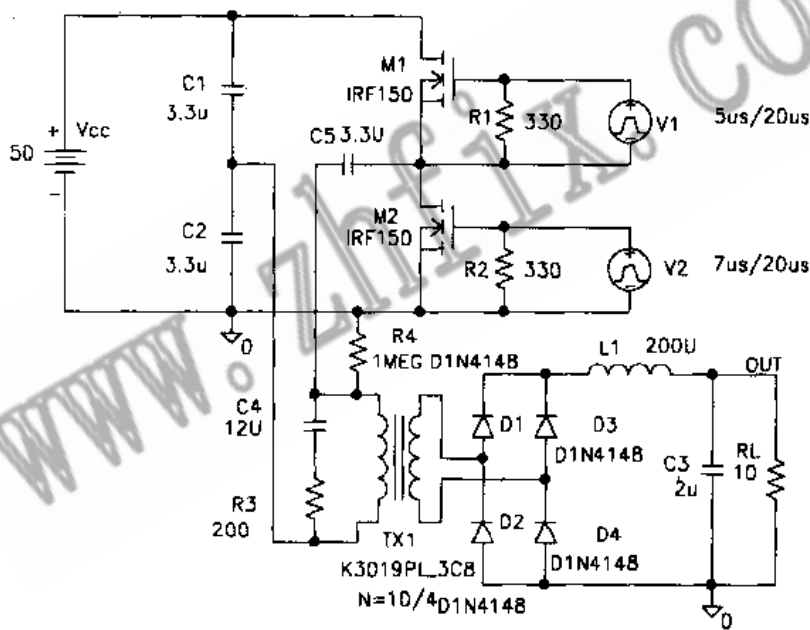 M1
IRF150
C1
3.3u
R1
330
V1
5us/20us
+
Vcc
50
-
C5
3.3U
M2
IRF150
C2
3.3u
R2
330
V2
7us/20us
0
R4
1MEG
D1N4148
L1
200U
OUT
C4
12U
D1
D3
D1N4148
C3
2u
RL
10
R3
200
D2
D4
D1N4148
TX1
K3019PL_3C8
N=10/4
D1N4148
0
www.zhfix.co